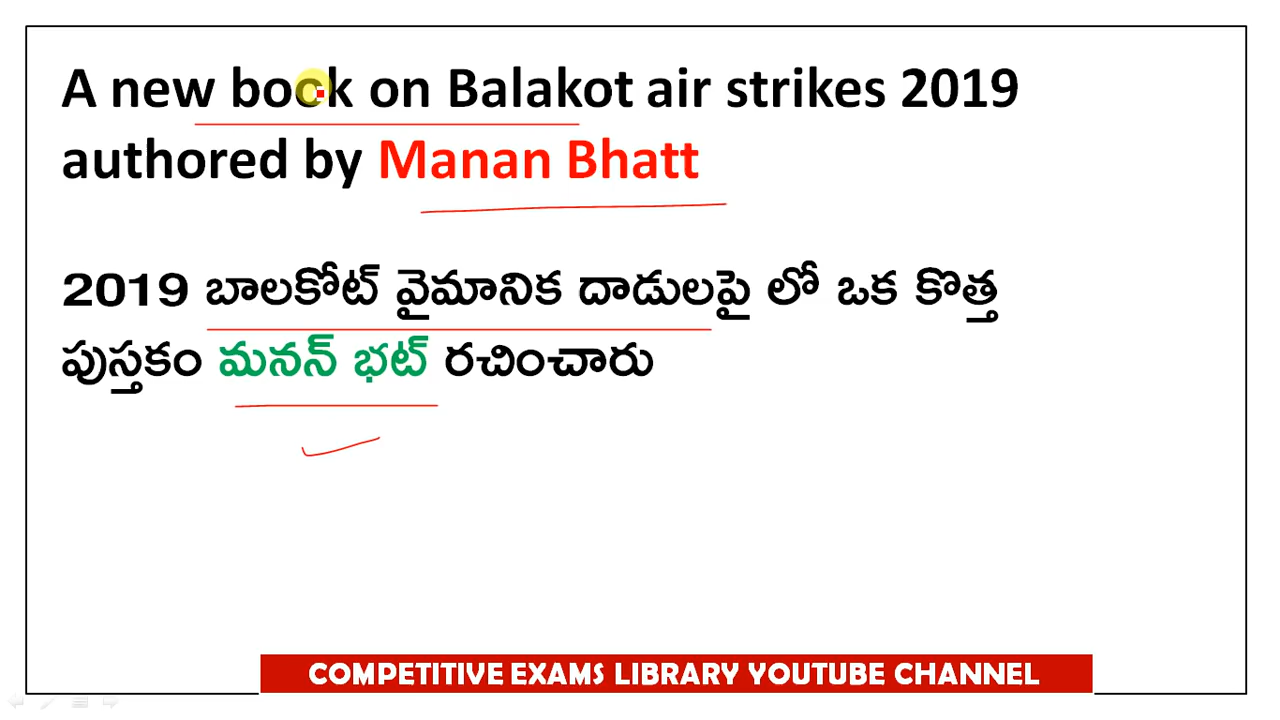 A new book on Balakot air strikes 2019
authored by Manan Bhatt
2019 బాలకోట్ వైమానిక దాడులపై లో ఒక కొత్త
పుస్తకం మనన్ భట్ రచించారు
COMPETITIVE EXAMS LIBRARY YOUTUBE CHANNEL